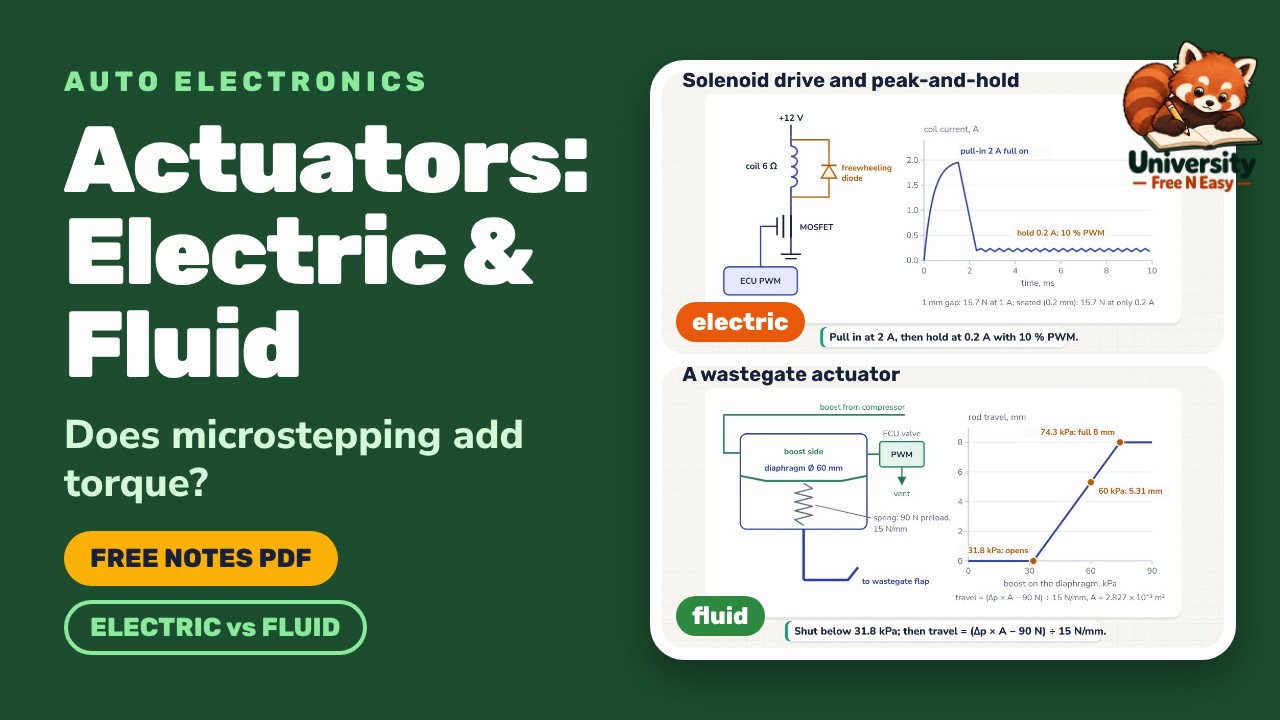 AUTO ELECTRONICS
Actuators:
Electric &
Fluid
Does microstepping add
torque?
FREE NOTES PDF
ELECTRIC vs FLUID
Solenoid drive and peak-and-hold
+12 V
coil 6 Ω
freewheeling
diode
MOSFET
ECU PWM
coil current, A
2.0
1.5
1.0
0.5
0.0
pull-in 2 A full on
hold 0.2 A: 10 % PWM
0 2 4 6 8 10
time, ms
1 mm gap: 15.7 N at 1 A; seated (0.2 mm): 15.7 N at only 0.2 A
electric
Pull in at 2 A, then hold at 0.2 A with 10 % PWM.
University
Free N Easy
A wastegate actuator
boost from compressor
boost side
diaphragm Ø 60 mm
ECU valve
PWM
vent
spring: 90 N preload,
15 N/mm
to wastegate flap
rod travel, mm
8
6
4
2
0
74.3 kPa: full 8 mm
60 kPa: 5.31 mm
31.8 kPa: opens
0 30 60 90
boost on the diaphragm, kPa
travel = (Δp × A − 90 N) ÷ 15 N/mm, A = 2.827 × 10⁻³ m²
fluid
Shut below 31.8 kPa; then travel = (Δp × A − 90 N) ÷ 15 N/mm.